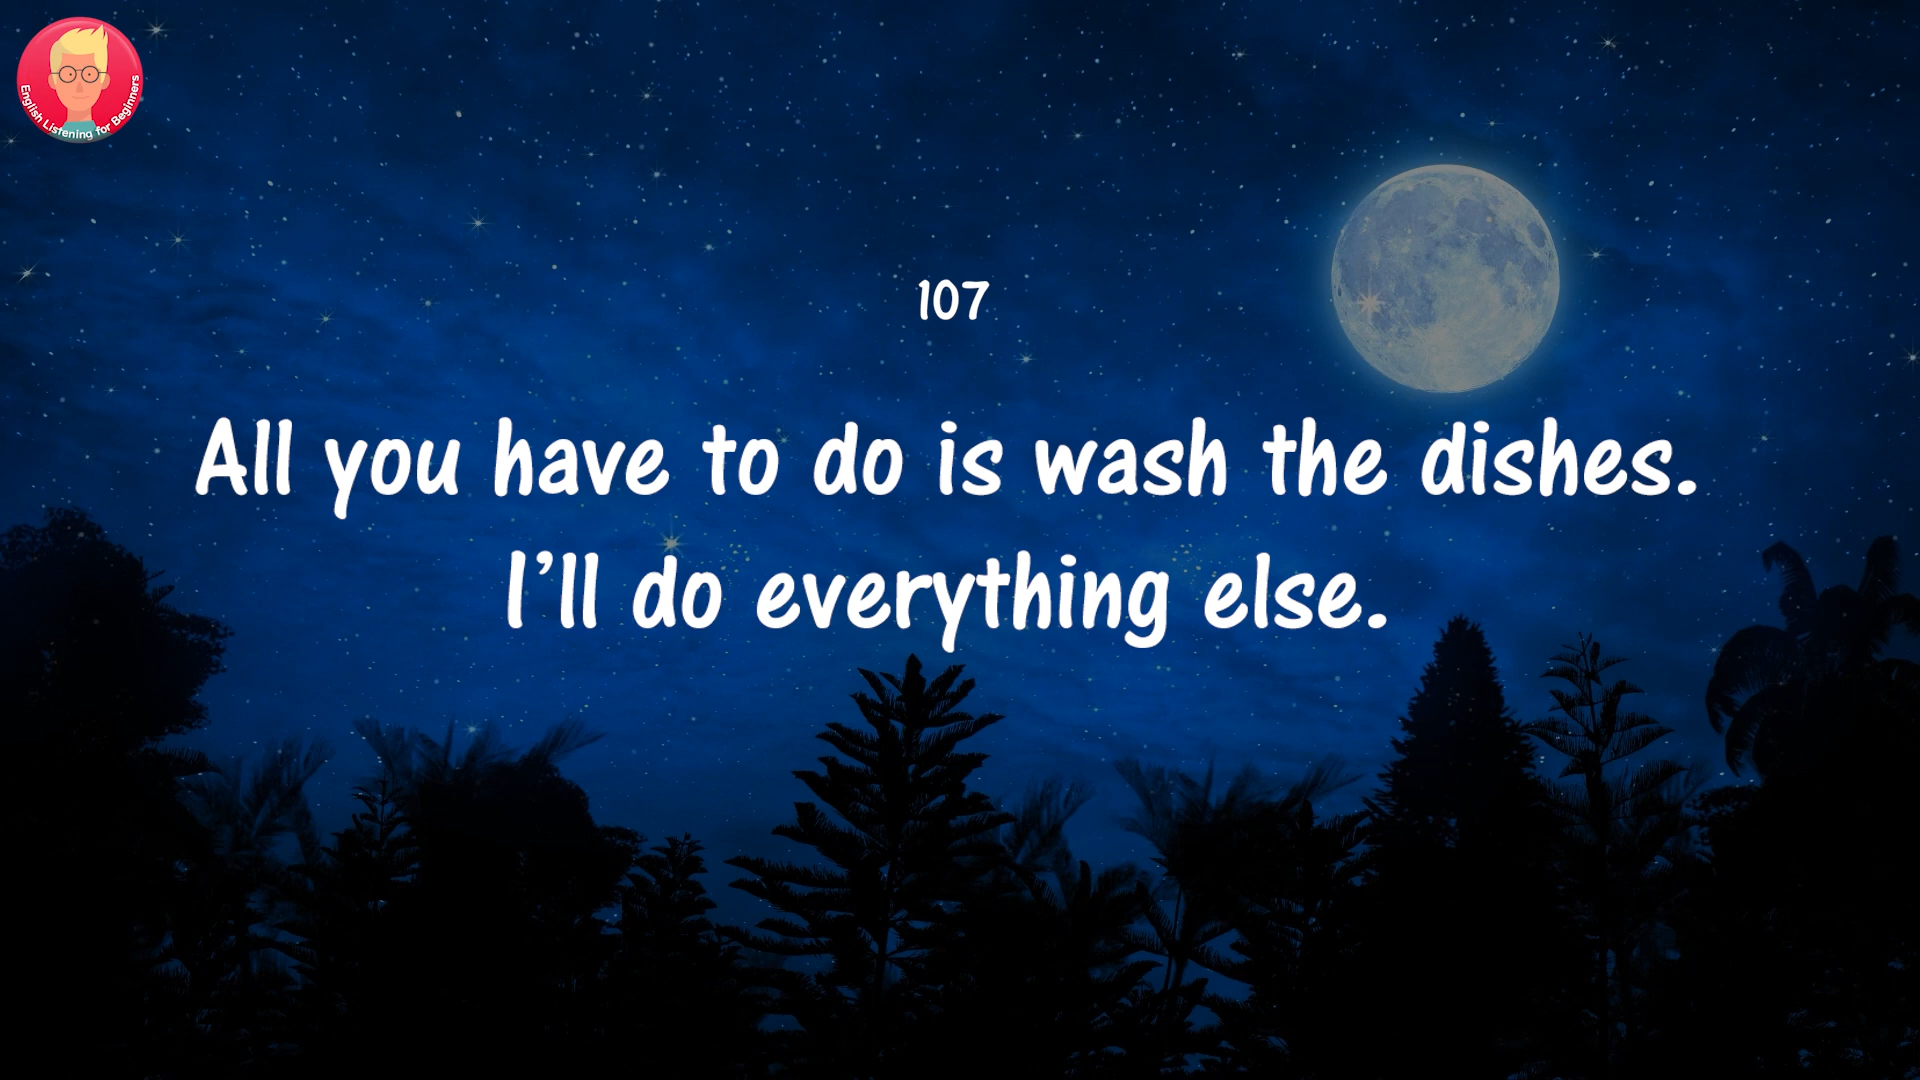 English Listening for Beginners
107
All you have to do is wash the dishes.
I’ll do everything else.